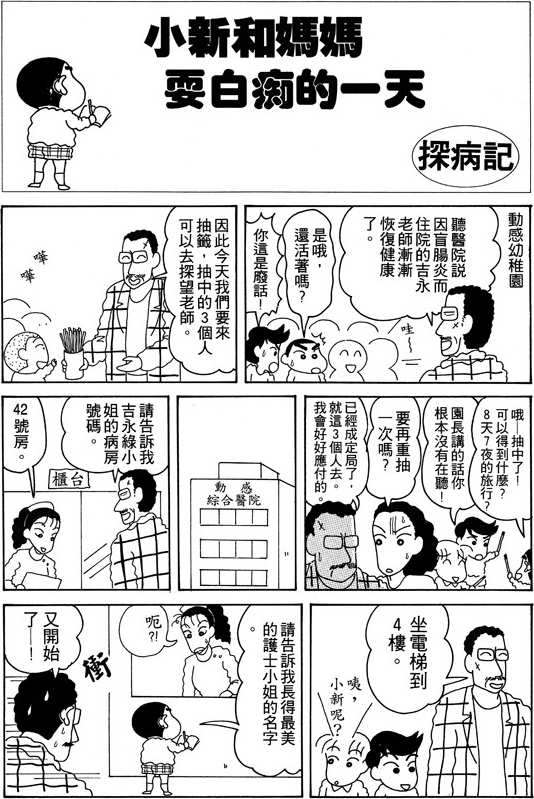 小新和媽媽
耍白痴的一天
探病記
動感幼稚園
聽醫院說
因盲腸炎而
住院的吉永
老師漸漸
恢復健康
了。
哇~
是哦，
還活著嗎？
你這是廢話！
因此今天我們要來
抽籤，抽中的3個人
可以去探望老師。
嘩
嘩
哦—抽中了！
可以得到什麼？
8天7夜的旅行？
園長講的話你
根本沒有在聽！
要再重抽
一次嗎？
已經成定局了，
就這3個人去。
我會好好應付的。
動感
綜合醫院
請告訴我
吉永綠小
姐的病房
號碼。
櫃台
42
號房。
坐電梯到
4樓。
咦，
小新呢？
請告訴我長得最美
的護士小姐的名字
。
呃?!
衝
又開始
了—！